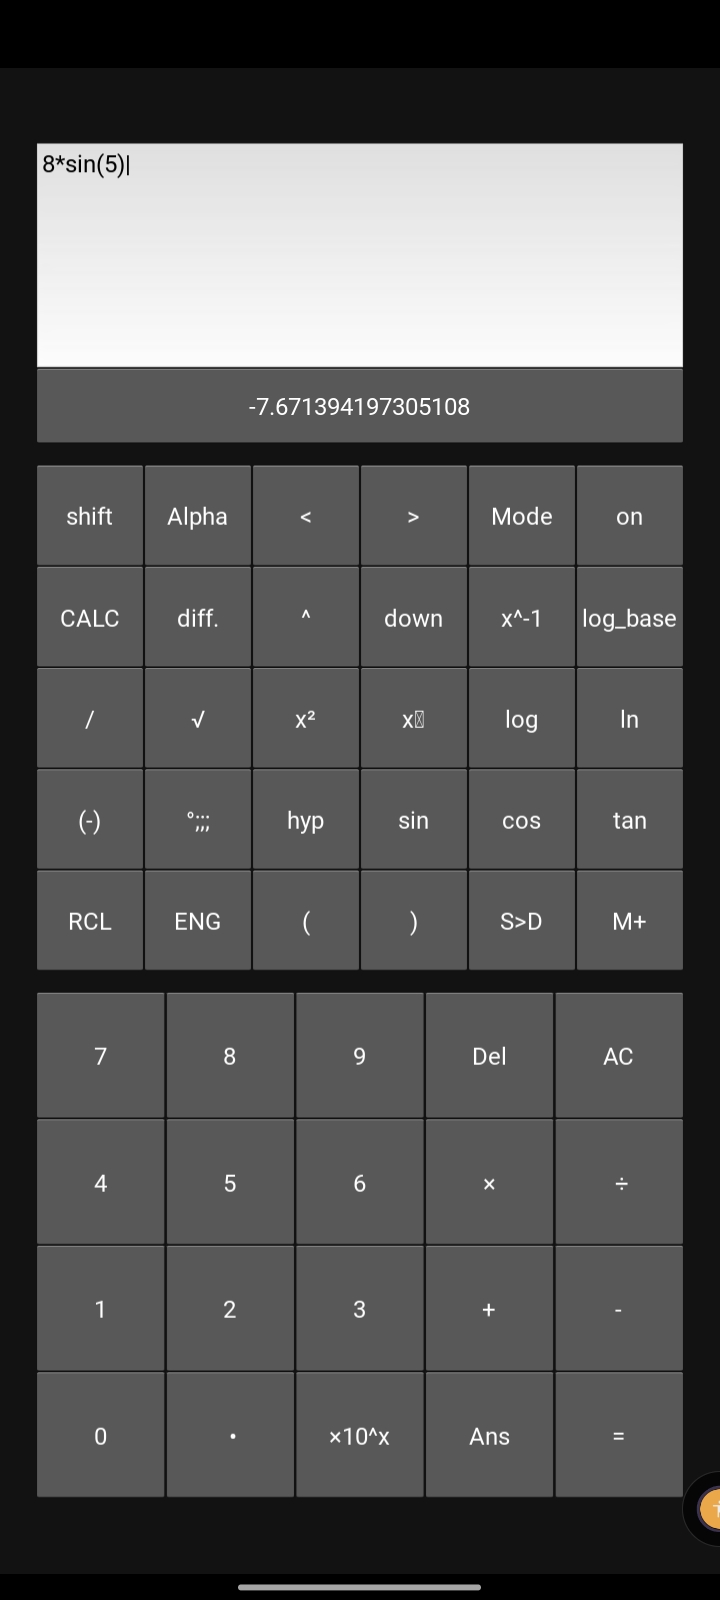 8*sin(5)|
-7.671394197305108
shift Alpha < > Mode on
CALC diff. ^ down x^-1 log_base
/ √ x² x log ln
(-) °;;; hyp sin cos tan
RCL ENG ( ) S>D M+
7 8 9 Del AC
4 5 6 × ÷
1 2 3 + -
0 • ×10^x Ans =